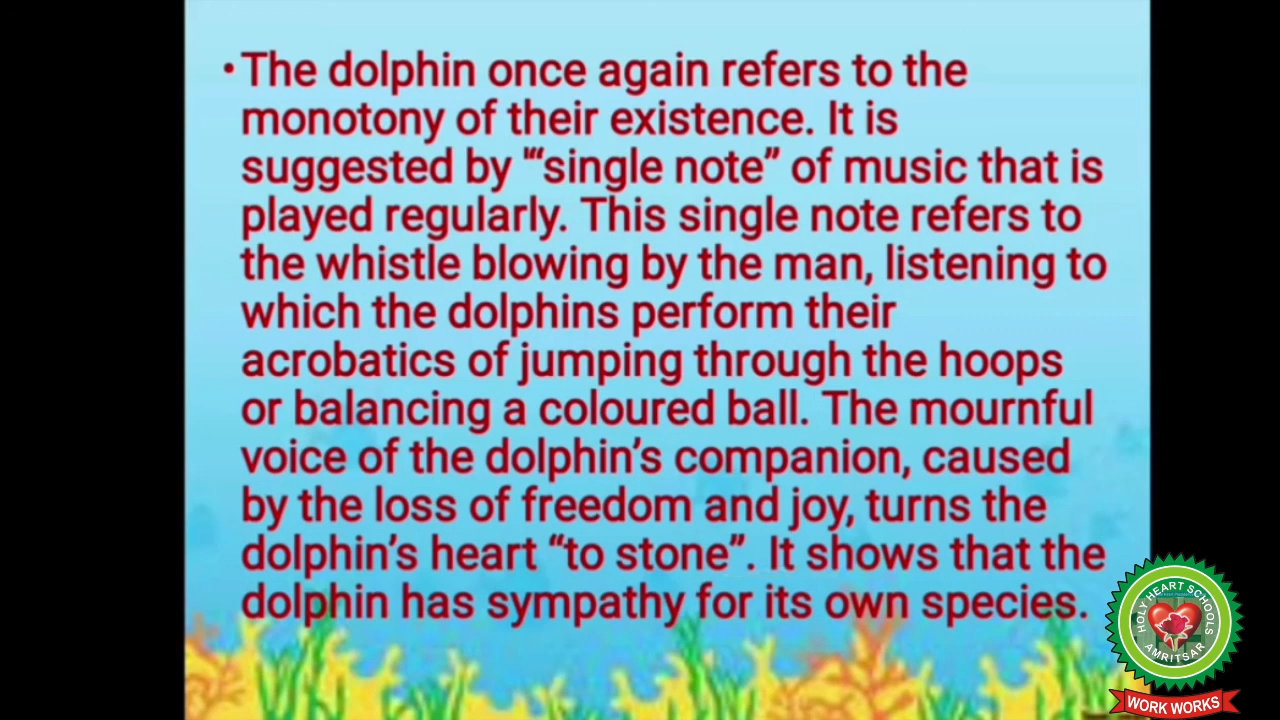 •The dolphin once again refers to the
monotony of their existence. It is
suggested by '“single note” of music that is
played regularly. This single note refers to
the whistle blowing by the man, listening to
which the dolphins perform their
acrobatics of jumping through the hoops
or balancing a coloured ball. The mournful
voice of the dolphin’s companion, caused
by the loss of freedom and joy, turns the
dolphin’s heart “to stone”. It shows that the
dolphin has sympathy for its own species.
HOLY HEART SCHOOLS
AMRITSAR
WORK WORKS